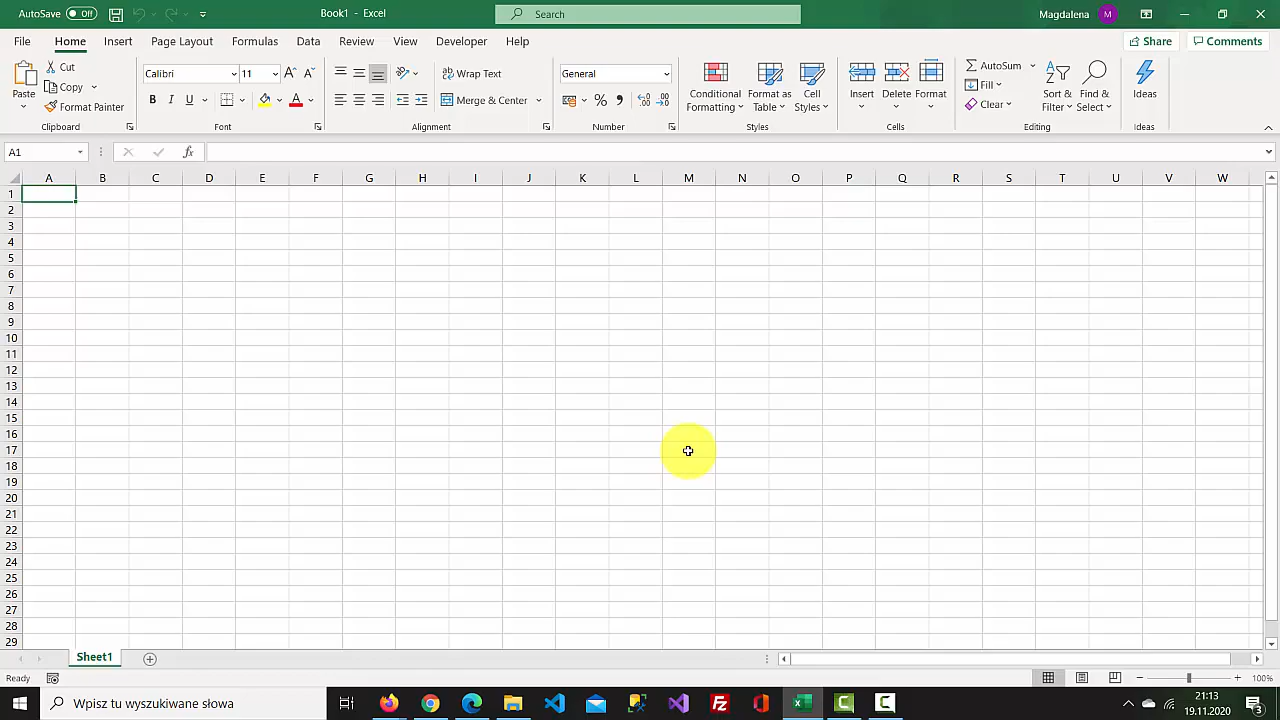 AutoSave Off Book1 - Excel Search Magdalena M
File Home Insert Page Layout Formulas Data Review View Developer Help Share Comments
Paste Cut Copy Format Painter Clipboard
Calibri 11 A A B I U A Font
ab Wrap Text Merge & Center Alignment
General % , Number
Conditional Formatting Format as Table Cell Styles Styles
Insert Delete Format Cells
AutoSum Fill Clear Sort & Filter Find & Select Editing
Ideas Ideas
A1 fx
A B C D E F G H I J K L M N O P Q R S T U V W
1
2
3
4
5
6
7
8
9
10
11
12
13
14
15
16
17
18
19
20
21
22
23
24
25
26
27
28
29
Sheet1
Ready 100%
Wpisz tu wyszukiwane słowa 21:13
19.11.2020 3